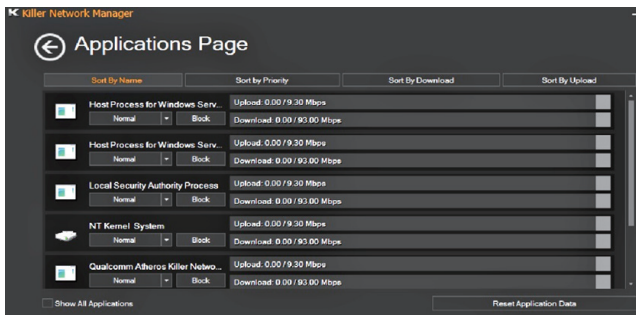 K Killer Network Manager
Applications Page
Sort By Name Sort by Priority Sort By Download Sort By Upload
Host Process for Windows Serv... Upload: 0.00 / 9.30 Mbps
Normal Block Download: 0.00 / 93.00 Mbps
Host Process for Windows Serv... Upload: 0.00 / 9.30 Mbps
Normal Block Download: 0.00 / 93.00 Mbps
Local Security Authority Process Upload: 0.00 / 9.30 Mbps
Normal Block Download: 0.00 / 93.00 Mbps
NT Kernel System Upload: 0.00 / 9.30 Mbps
Normal Block Download: 0.00 / 93.00 Mbps
Qualcomm Atheros Killer Netwo... Upload: 0.00 / 9.30 Mbps
Normal Block Download: 0.00 / 93.00 Mbps
Show All Applications Reset Application Data